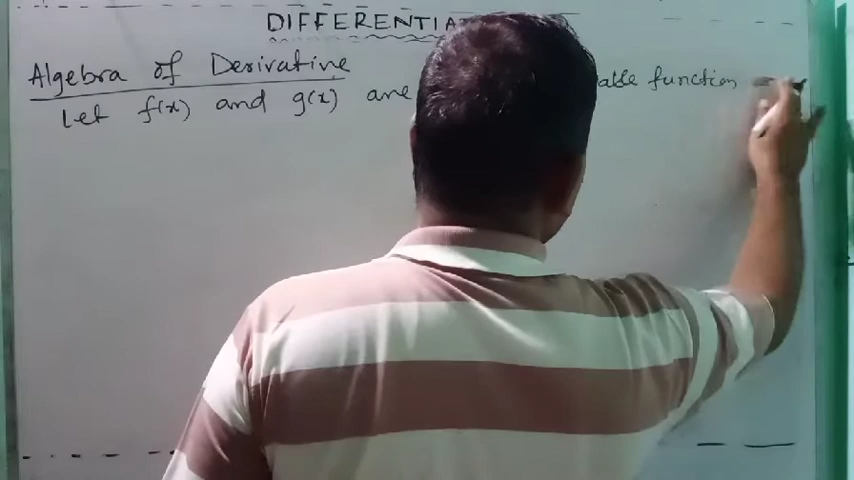 DIFFERENTIA
Algebra of Derivative
Let f(x) and g(x) are able function